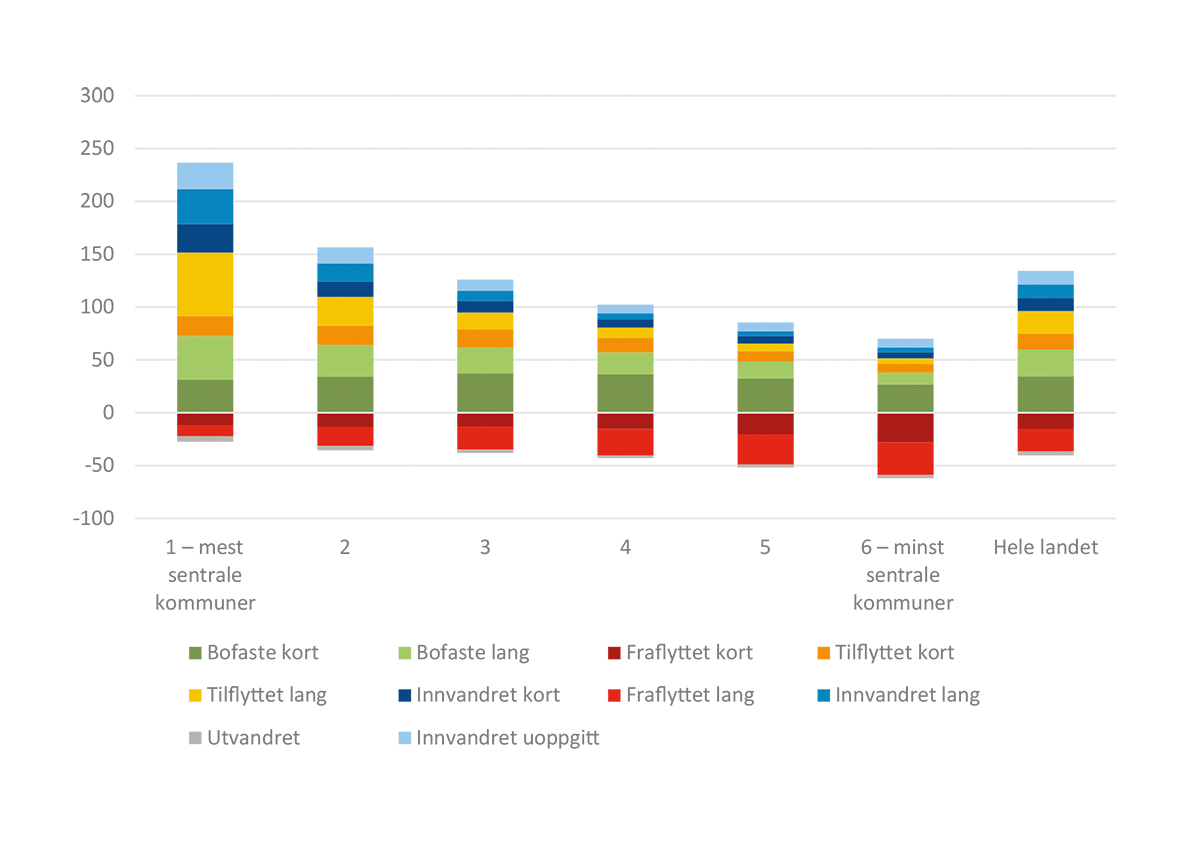 300
250
200
150
100
50
0
-50
-100
1 – mest
sentrale
kommuner
2
3
4
5
6 – minst
sentrale
kommuner
Hele landet
Bofaste kort
Bofaste lang
Fraflyttet kort
Tilflyttet kort
Tilflyttet lang
Innvandret kort
Fraflyttet lang
Innvandret lang
Utvandret
Innvandret uoppgitt